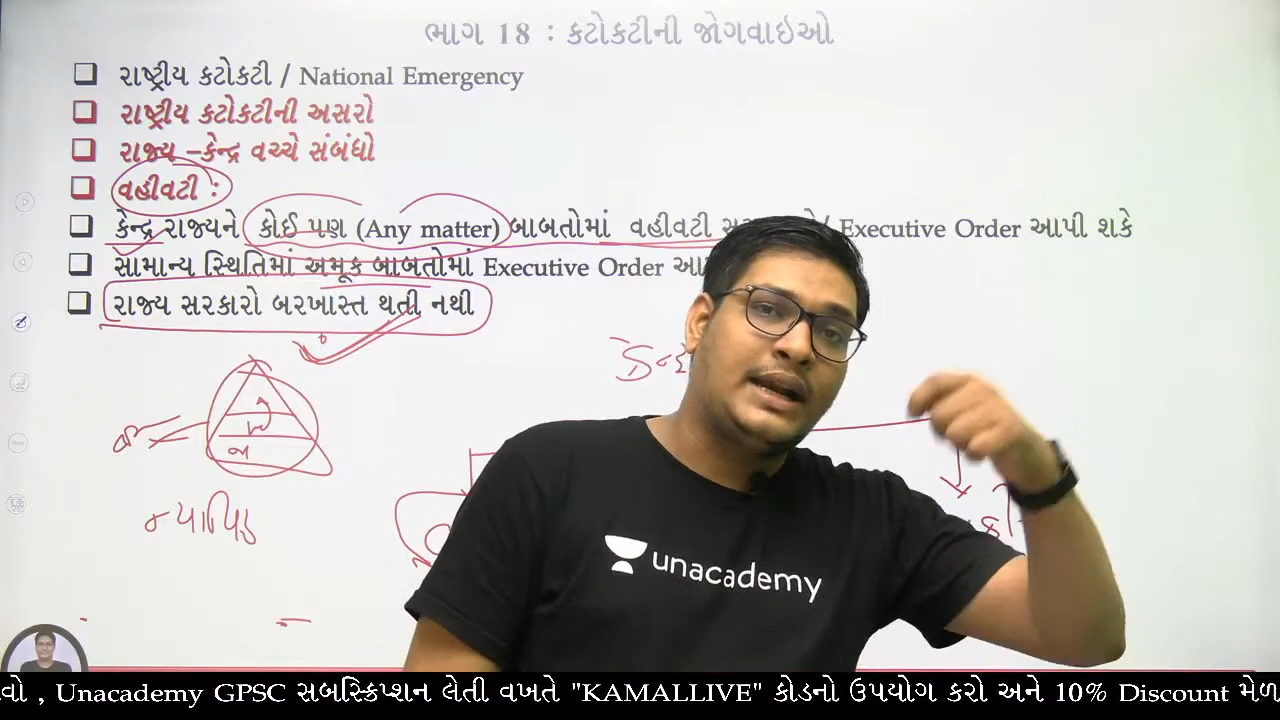 ભાગ 18 : કટોકટીની જોગવાઇઓ
❑ રાષ્ટ્રીય કટોકટી / National Emergency
❑ રાષ્ટ્રીય કટોકટીની અસરો
❑ રાજ્ય –કેન્દ્ર વચ્ચે સંબંધો
❑ વહીવટી :
❑ કેન્દ્ર રાજ્યને કોઈ પણ (Any matter) બાબતોમાં વહીવટી / Executive Order આપી શકે
❑ સામાન્ય સ્થિતિમાં અમૂક બાબતોમાં Executive Order
❑ રાજ્ય સરકારો બરખાસ્ત થતી નથી
ન્યાયિક
unacademy
Unacademy GPSC સબસ્ક્રિપ્શન લેતી વખતે "KAMALLIVE" કોડનો ઉપયોગ કરો અને 10% Discount